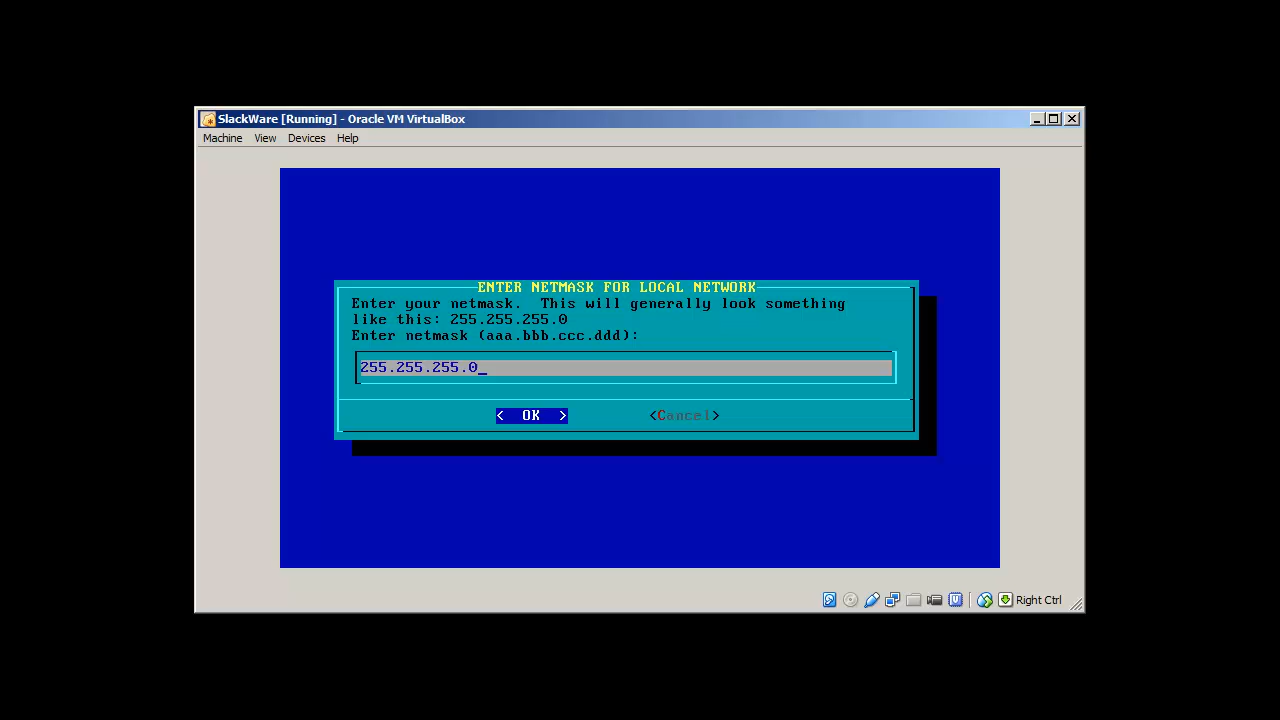 SlackWare [Running] - Oracle VM VirtualBox
Machine View Devices Help
ENTER NETMASK FOR LOCAL NETWORK
Enter your netmask. This will generally look something
like this: 255.255.255.0
Enter netmask (aaa.bbb.ccc.ddd):
255.255.255.0_
< OK > <Cancel>
Right Ctrl